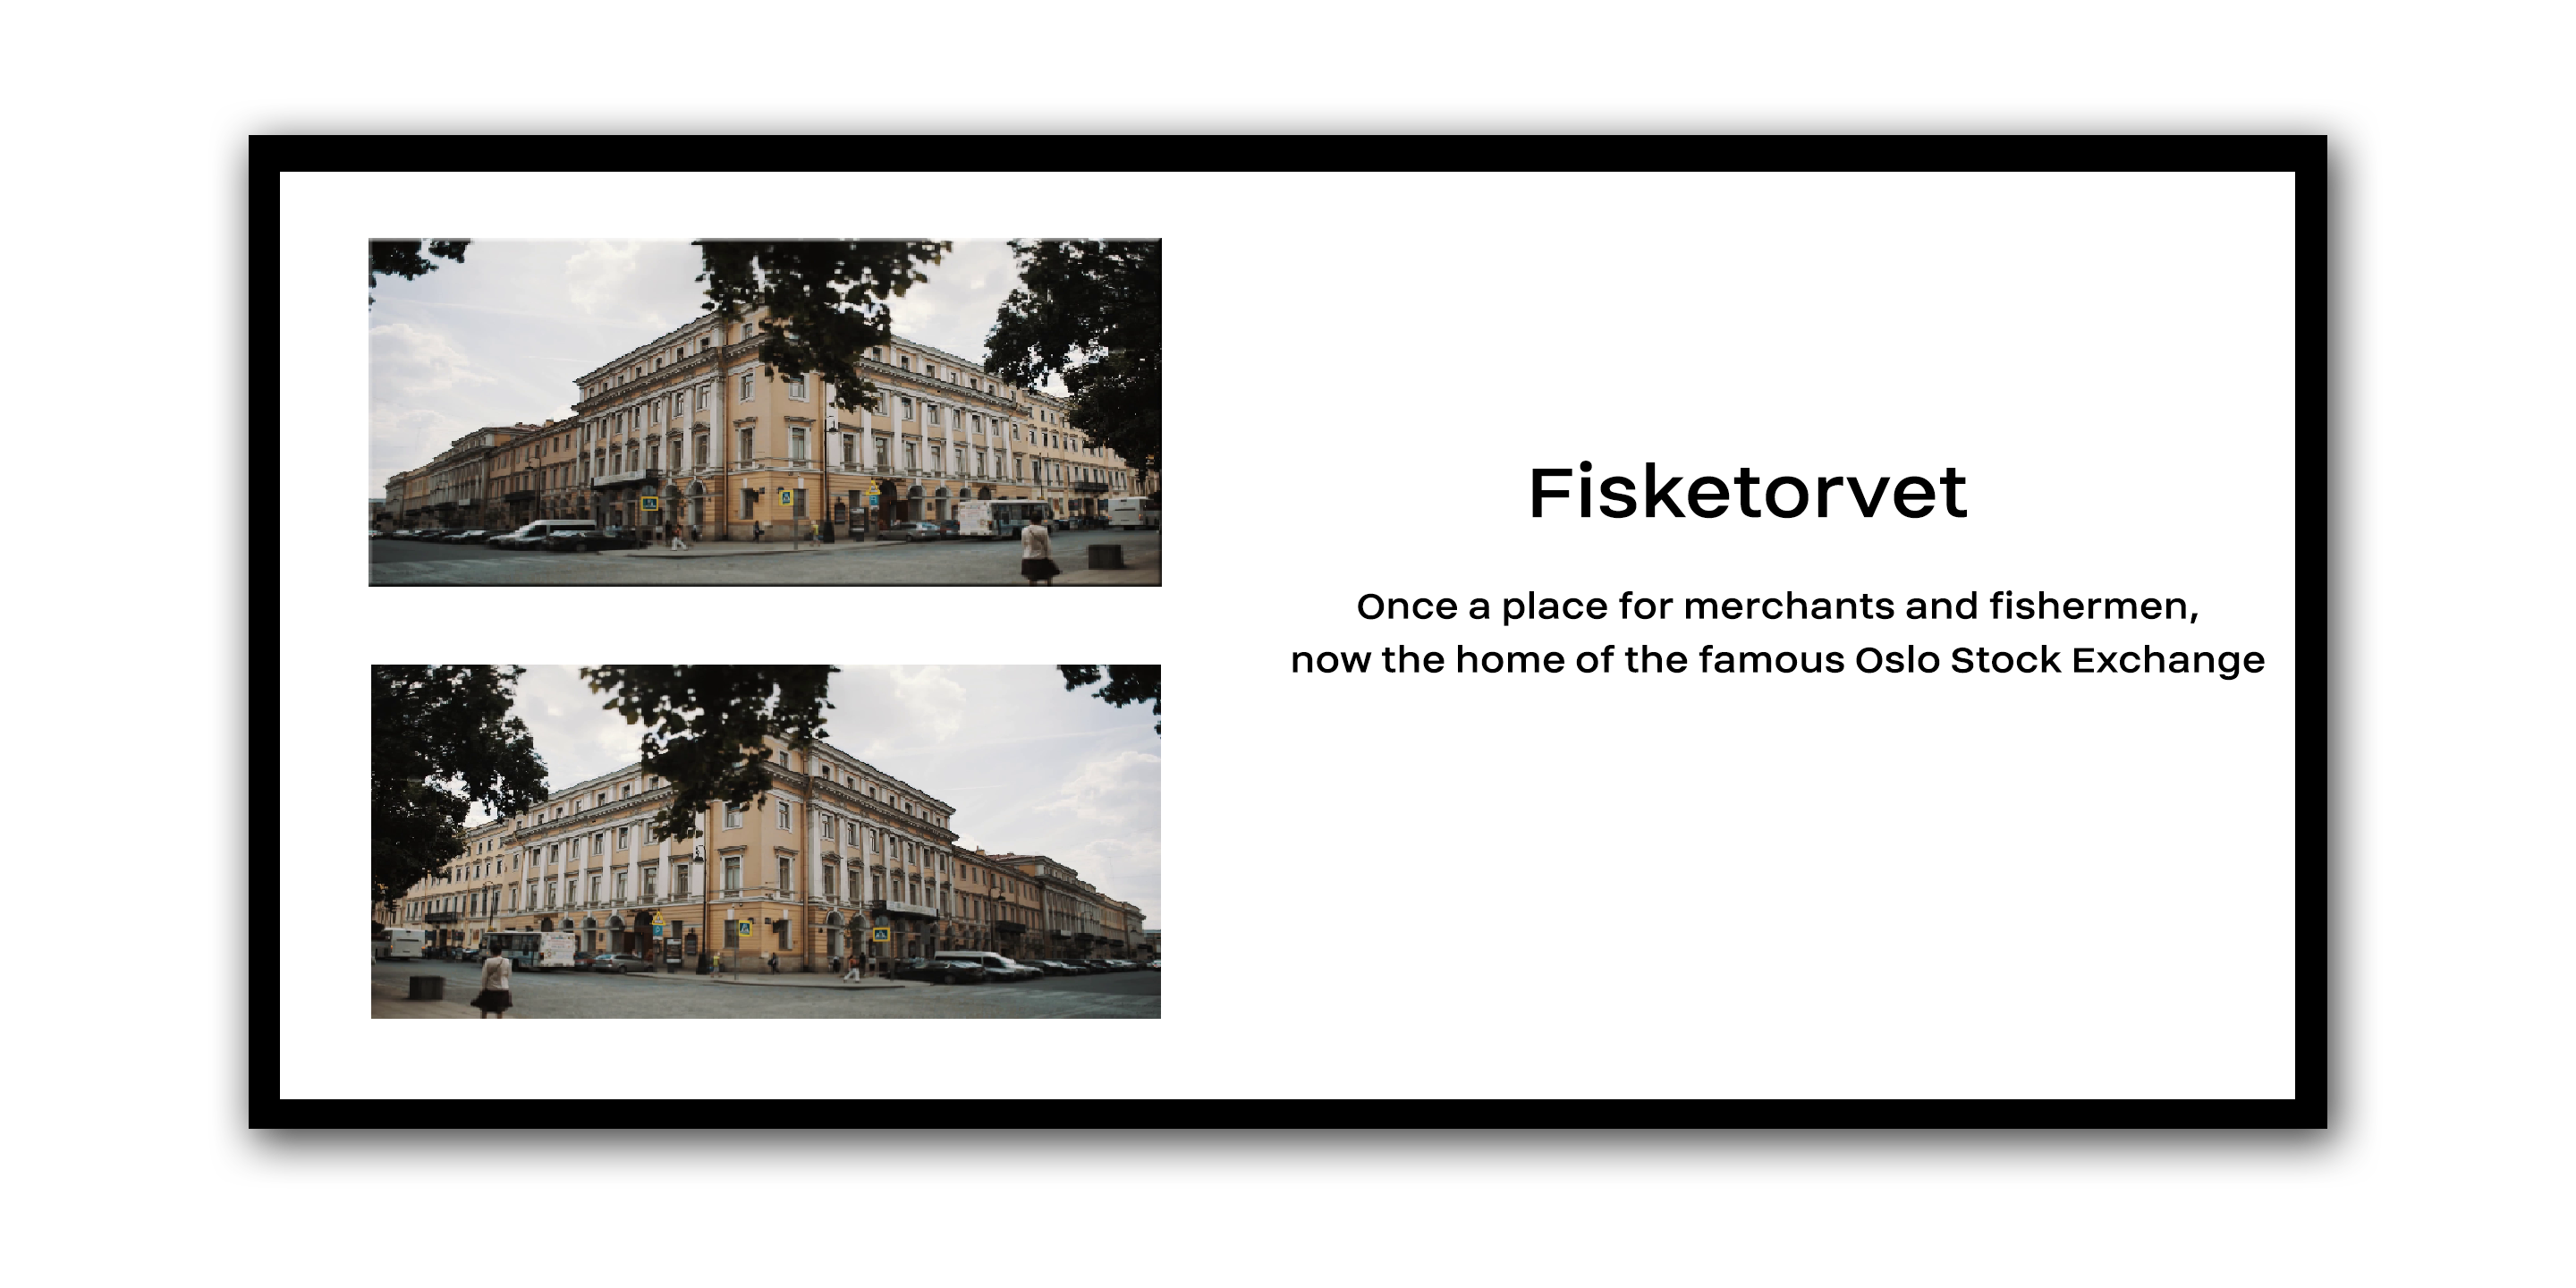 Fisketorvet
Once a place for merchants and fishermen,
now the home of the famous Oslo Stock Exchange